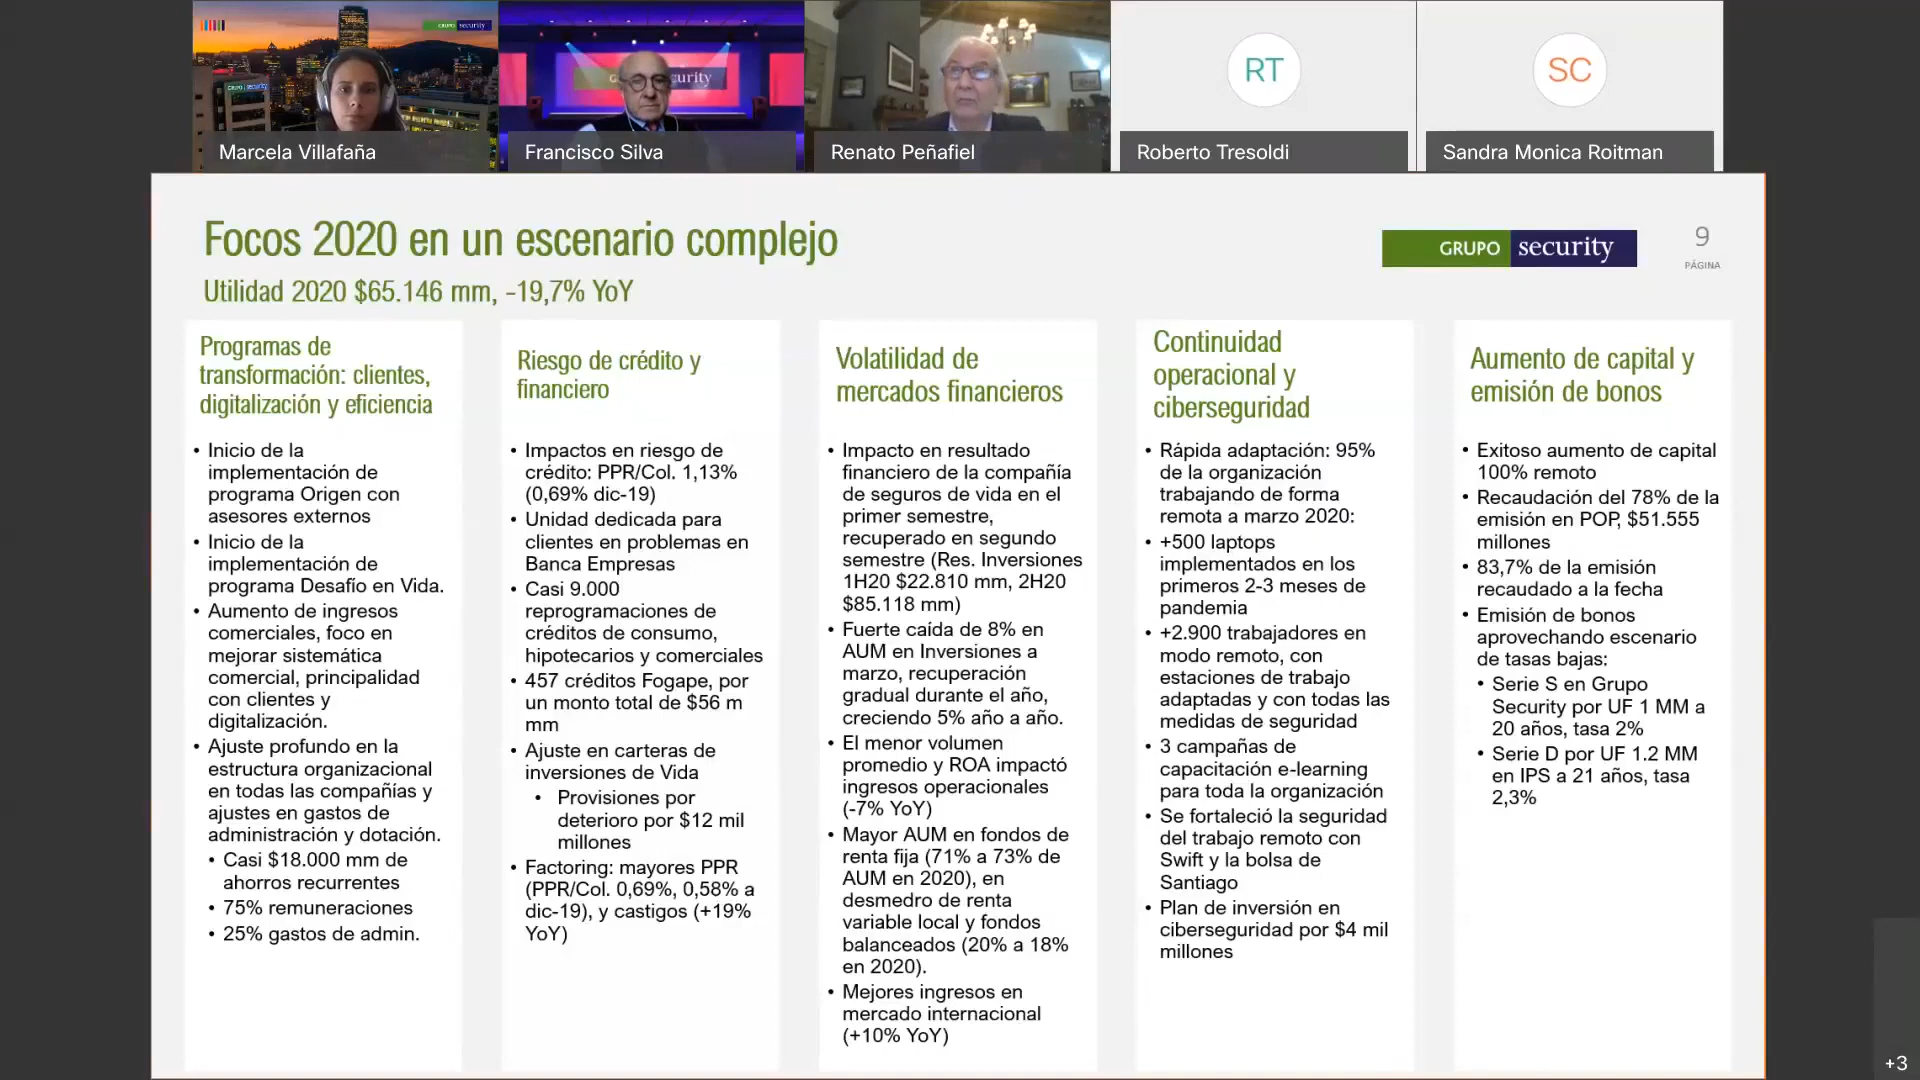 GRUPO security
GRUPO security
G curity
RT
SC
Marcela Villafaña
Francisco Silva
Renato Peñafiel
Roberto Tresoldi
Sandra Monica Roitman
Focos 2020 en un escenario complejo
Utilidad 2020 $65.146 mm, -19,7% YoY
GRUPO security
9
PÁGINA
Programas de
transformación: clientes,
digitalización y eficiencia
• Inicio de la
implementación de
programa Origen con
asesores externos
• Inicio de la
implementación de
programa Desafío en Vida.
• Aumento de ingresos
comerciales, foco en
mejorar sistemática
comercial, principalidad
con clientes y
digitalización.
• Ajuste profundo en la
estructura organizacional
en todas las compañías y
ajustes en gastos de
administración y dotación.
• Casi $18.000 mm de
ahorros recurrentes
• 75% remuneraciones
• 25% gastos de admin.
Riesgo de crédito y
financiero
• Impactos en riesgo de
crédito: PPR/Col. 1,13%
(0,69% dic-19)
• Unidad dedicada para
clientes en problemas en
Banca Empresas
• Casi 9.000
reprogramaciones de
créditos de consumo,
hipotecarios y comerciales
• 457 créditos Fogape, por
un monto total de $56 m
mm
• Ajuste en carteras de
inversiones de Vida
• Provisiones por
deterioro por $12 mil
millones
• Factoring: mayores PPR
(PPR/Col. 0,69%, 0,58% a
dic-19), y castigos (+19%
YoY)
Volatilidad de
mercados financieros
• Impacto en resultado
financiero de la compañía
de seguros de vida en el
primer semestre,
recuperado en segundo
semestre (Res. Inversiones
1H20 $22.810 mm, 2H20
$85.118 mm)
• Fuerte caída de 8% en
AUM en Inversiones a
marzo, recuperación
gradual durante el año,
creciendo 5% año a año.
• El menor volumen
promedio y ROA impactó
ingresos operacionales
(-7% YoY)
• Mayor AUM en fondos de
renta fija (71% a 73% de
AUM en 2020), en
desmedro de renta
variable local y fondos
balanceados (20% a 18%
en 2020).
• Mejores ingresos en
mercado internacional
(+10% YoY)
Continuidad
operacional y
ciberseguridad
• Rápida adaptación: 95%
de la organización
trabajando de forma
remota a marzo 2020:
• +500 laptops
implementados en los
primeros 2-3 meses de
pandemia
• +2.900 trabajadores en
modo remoto, con
estaciones de trabajo
adaptadas y con todas las
medidas de seguridad
• 3 campañas de
capacitación e-learning
para toda la organización
• Se fortaleció la seguridad
del trabajo remoto con
Swift y la bolsa de
Santiago
• Plan de inversión en
ciberseguridad por $4 mil
millones
Aumento de capital y
emisión de bonos
• Exitoso aumento de capital
100% remoto
• Recaudación del 78% de la
emisión en POP, $51.555
millones
• 83,7% de la emisión
recaudado a la fecha
• Emisión de bonos
aprovechando escenario
de tasas bajas:
• Serie S en Grupo
Security por UF 1 MM a
20 años, tasa 2%
• Serie D por UF 1.2 MM
en IPS a 21 años, tasa
2,3%
+3